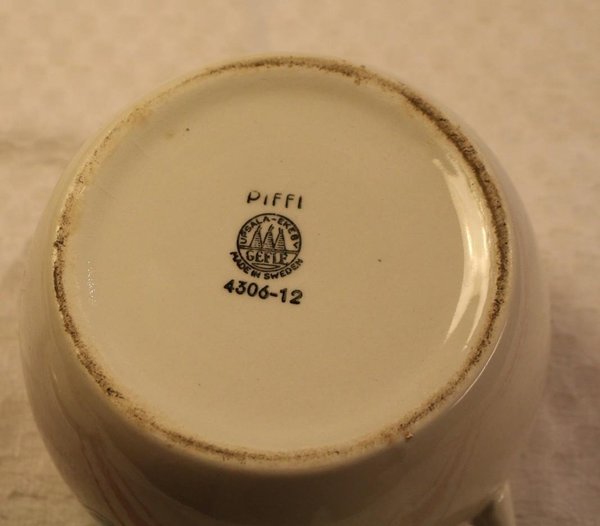 PiFFI
UPSALA-EKEBY
GEFLE
MADE IN SWEDEN
4306-12